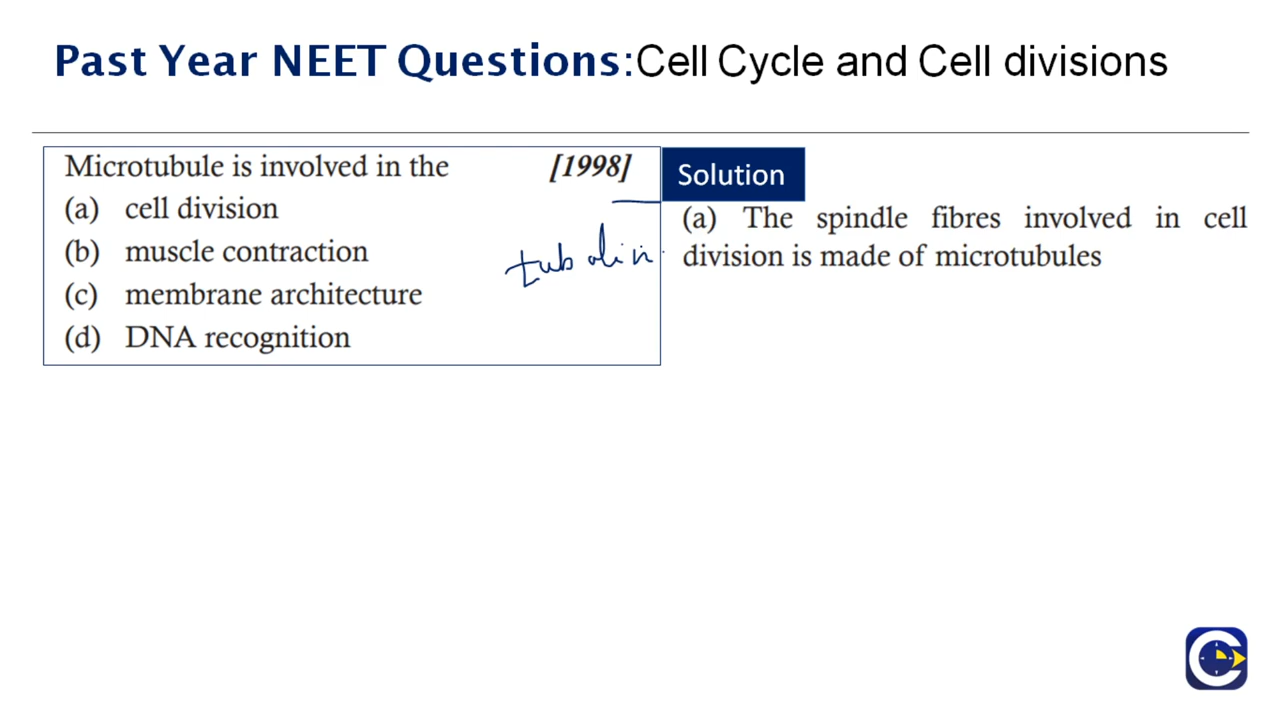 Past Year NEET Questions:Cell Cycle and Cell divisions
Microtubule is involved in the [1998]
(a) cell division
(b) muscle contraction
(c) membrane architecture
(d) DNA recognition
tubulin
Solution
(a) The spindle fibres involved in cell
division is made of microtubules